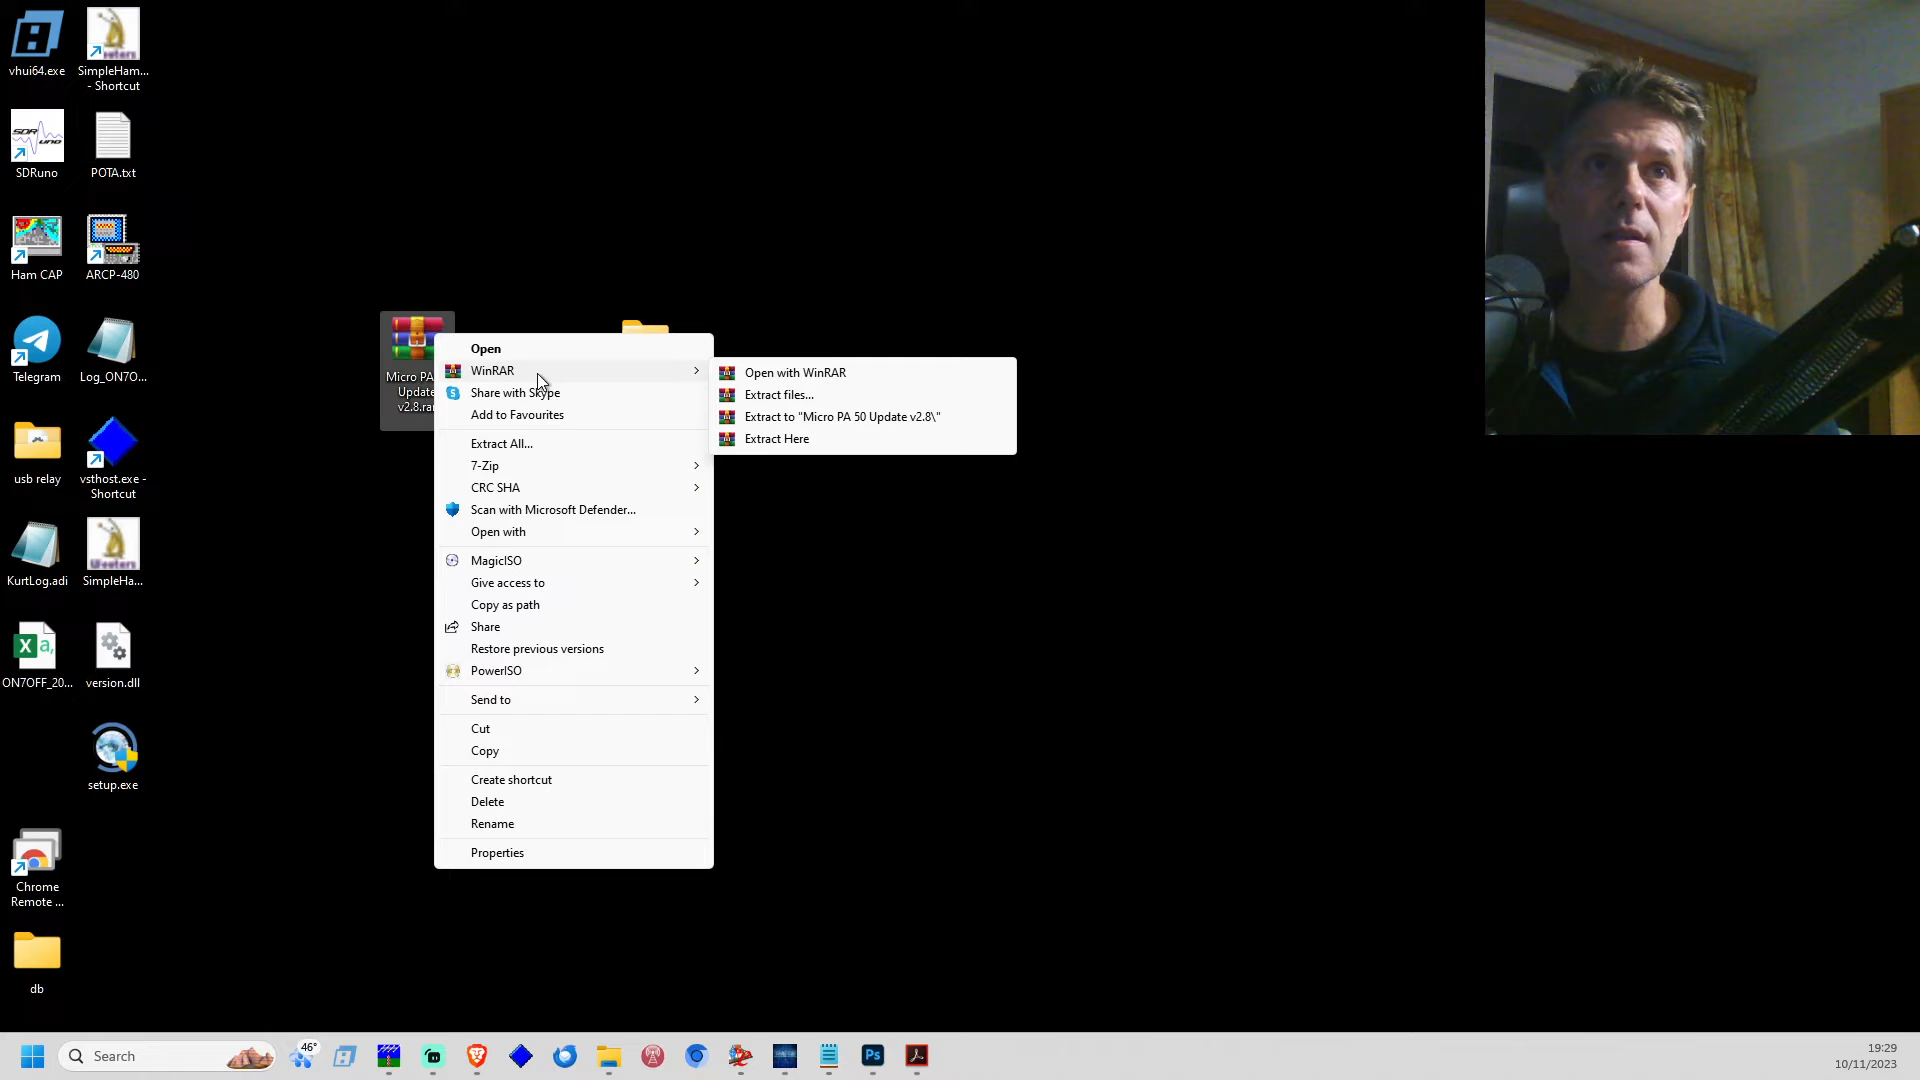 vhui64.exe
SimpleHam...
- Shortcut
SDRuno
POTA.txt
Ham CAP
ARCP-480
Telegram
Log_ON7O...
usb relay
vsthost.exe -
Shortcut
KurtLog.adi
SimpleHa...
ON7OFF_20...
version.dll
setup.exe
Chrome
Remote ...
db
Micro PA
Update
Open
WinRAR
Share with Skype
Add to Favourites
Extract All...
7-Zip
CRC SHA
Scan with Microsoft Defender...
Open with
MagicISO
Give access to
Copy as path
Share
Restore previous versions
PowerISO
Send to
Cut
Copy
Create shortcut
Delete
Rename
Properties
Open with WinRAR
Extract files...
Extract to "Micro PA 50 Update v2.8\"
Extract Here
Search
46°
Ps
19:29
10/11/2023